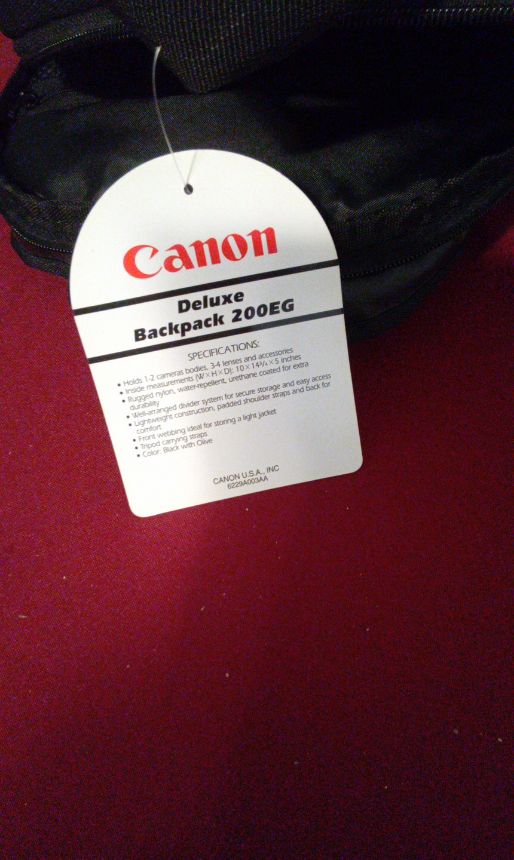 Canon
Deluxe
Backpack 200EG
SPECIFICATIONS:
• Holds 1-2 cameras bodies, 3-4 lenses and accessories
• Inside measurements (W×H×D): 10×14¾×5 inches
• Rugged nylon, water-repellent, urethane coated for extra
durability
• Well-arranged divider system for secure storage and easy access
• Lightweight construction, padded shoulder straps and back for
comfort
• Front webbing ideal for storing a light jacket
• Tripod carrying straps
• Color: Black with Olive
CANON U.S.A., INC
6229A003AA